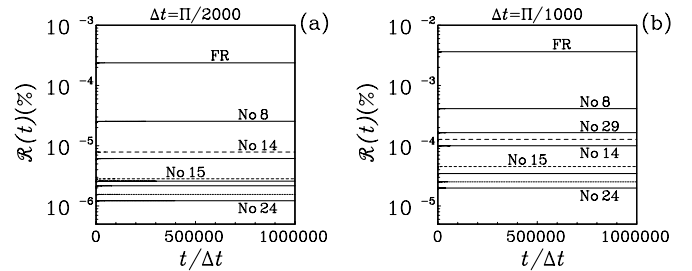 Δt=Π/2000
(a)
10⁻³
10⁻⁴
10⁻⁵
10⁻⁶
ℛ(t)(%)
FR
No 8
No 14
No 15
No 24
0 500000 1000000
t/Δt
Δt=Π/1000
(b)
10⁻²
10⁻³
10⁻⁴
10⁻⁵
ℛ(t)(%)
FR
No 8
No 29
No 14
No 15
No 24
0 500000 1000000
t/Δt